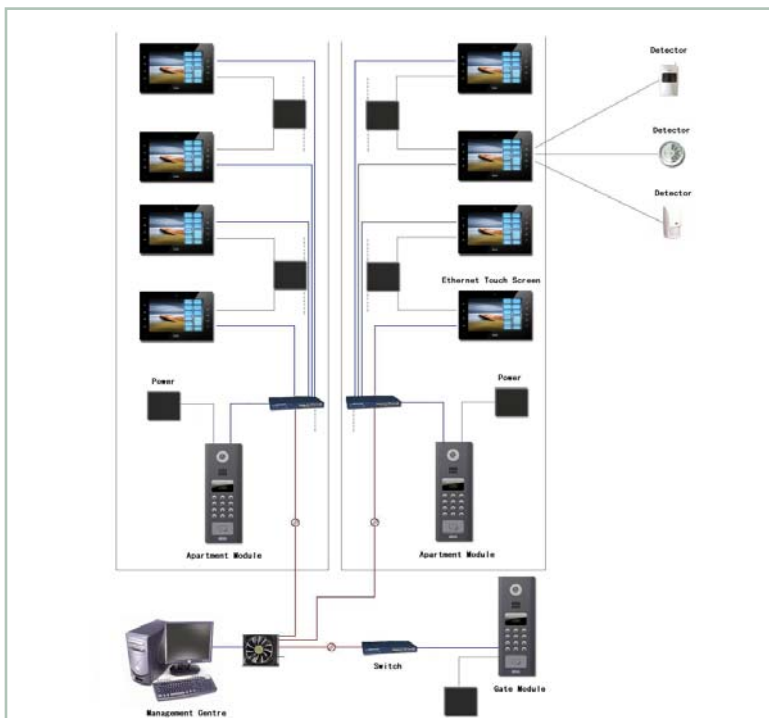 Detector
Detector
Detector
Ethernet Touch Screen
Power
Power
Apartment Module
Apartment Module
Switch
Gate Module
Management Centre